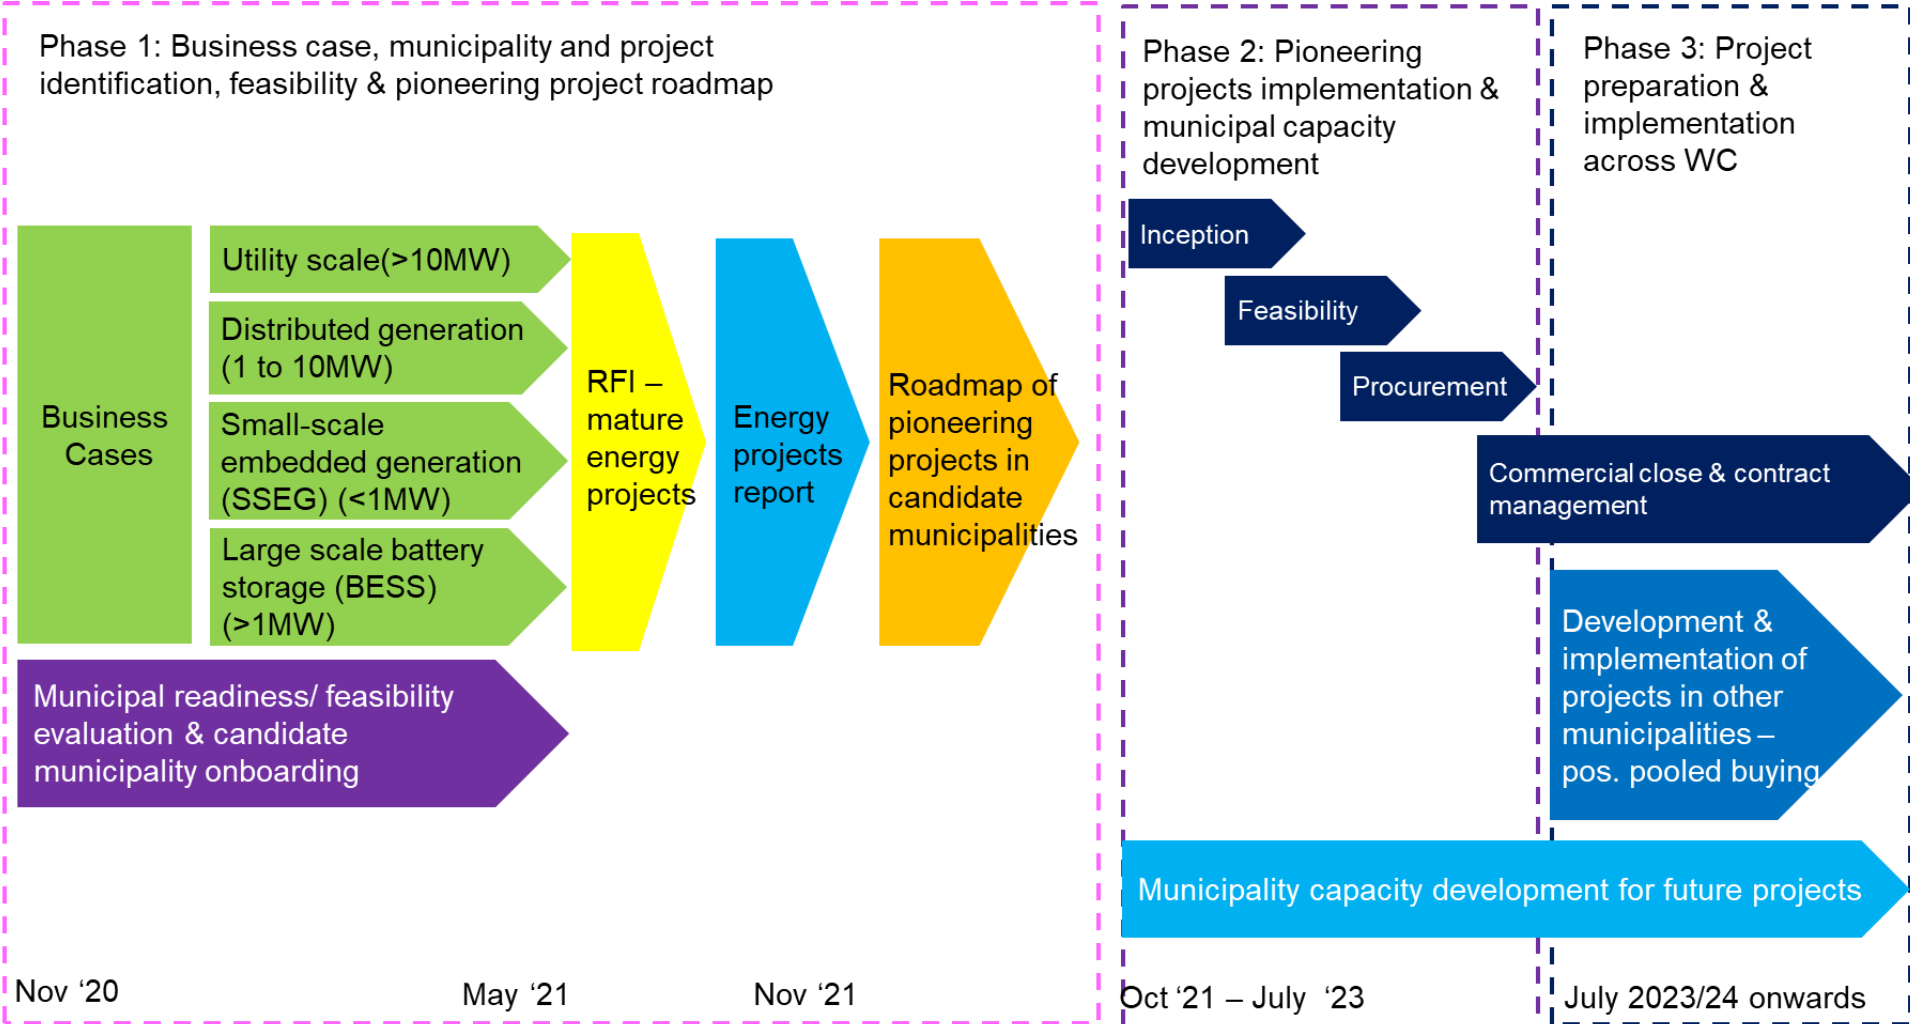 Phase 1: Business case, municipality and project
identification, feasibility & pioneering project roadmap
Business
Cases
Utility scale(>10MW)
Distributed generation
(1 to 10MW)
Small-scale
embedded generation
(SSEG) (<1MW)
Large scale battery
storage (BESS)
(>1MW)
Municipal readiness/ feasibility
evaluation & candidate
municipality onboarding
RFI –
mature
energy
projects
Energy
projects
report
Roadmap of
pioneering
projects in
candidate
municipalities
Nov ‘20
May ‘21
Nov ‘21
Phase 2: Pioneering
projects implementation &
municipal capacity
development
Inception
Feasibility
Procurement
Commercial close & contract
management
Phase 3: Project
preparation &
implementation
across WC
Development &
implementation of
projects in other
municipalities –
pos. pooled buying
Municipality capacity development for future projects
Oct ‘21 – July ‘23
July 2023/24 onwards